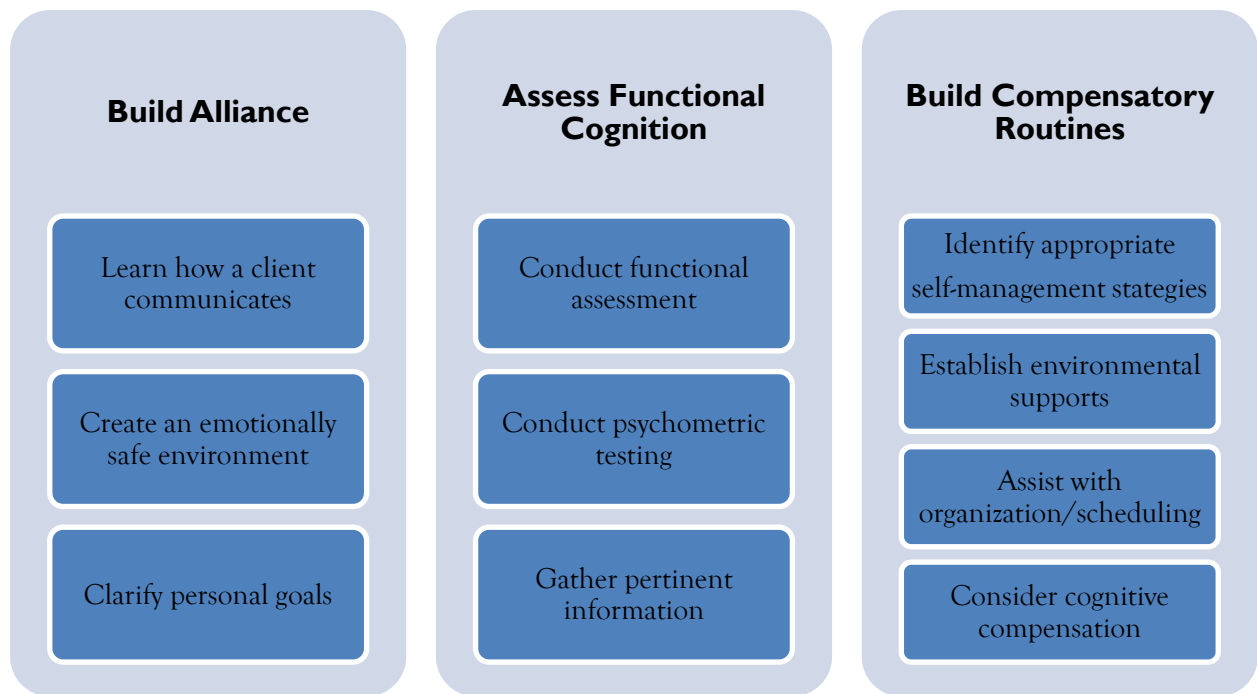 Build Alliance
Learn how a client
communicates
Create an emotionally
safe environment
Clarify personal goals
Assess Functional
Cognition
Conduct functional
assessment
Conduct psychometric
testing
Gather pertinent
information
Build Compensatory
Routines
Identify appropriate
self-management stategies
Establish environmental
supports
Assist with
organization/scheduling
Consider cognitive
compensation